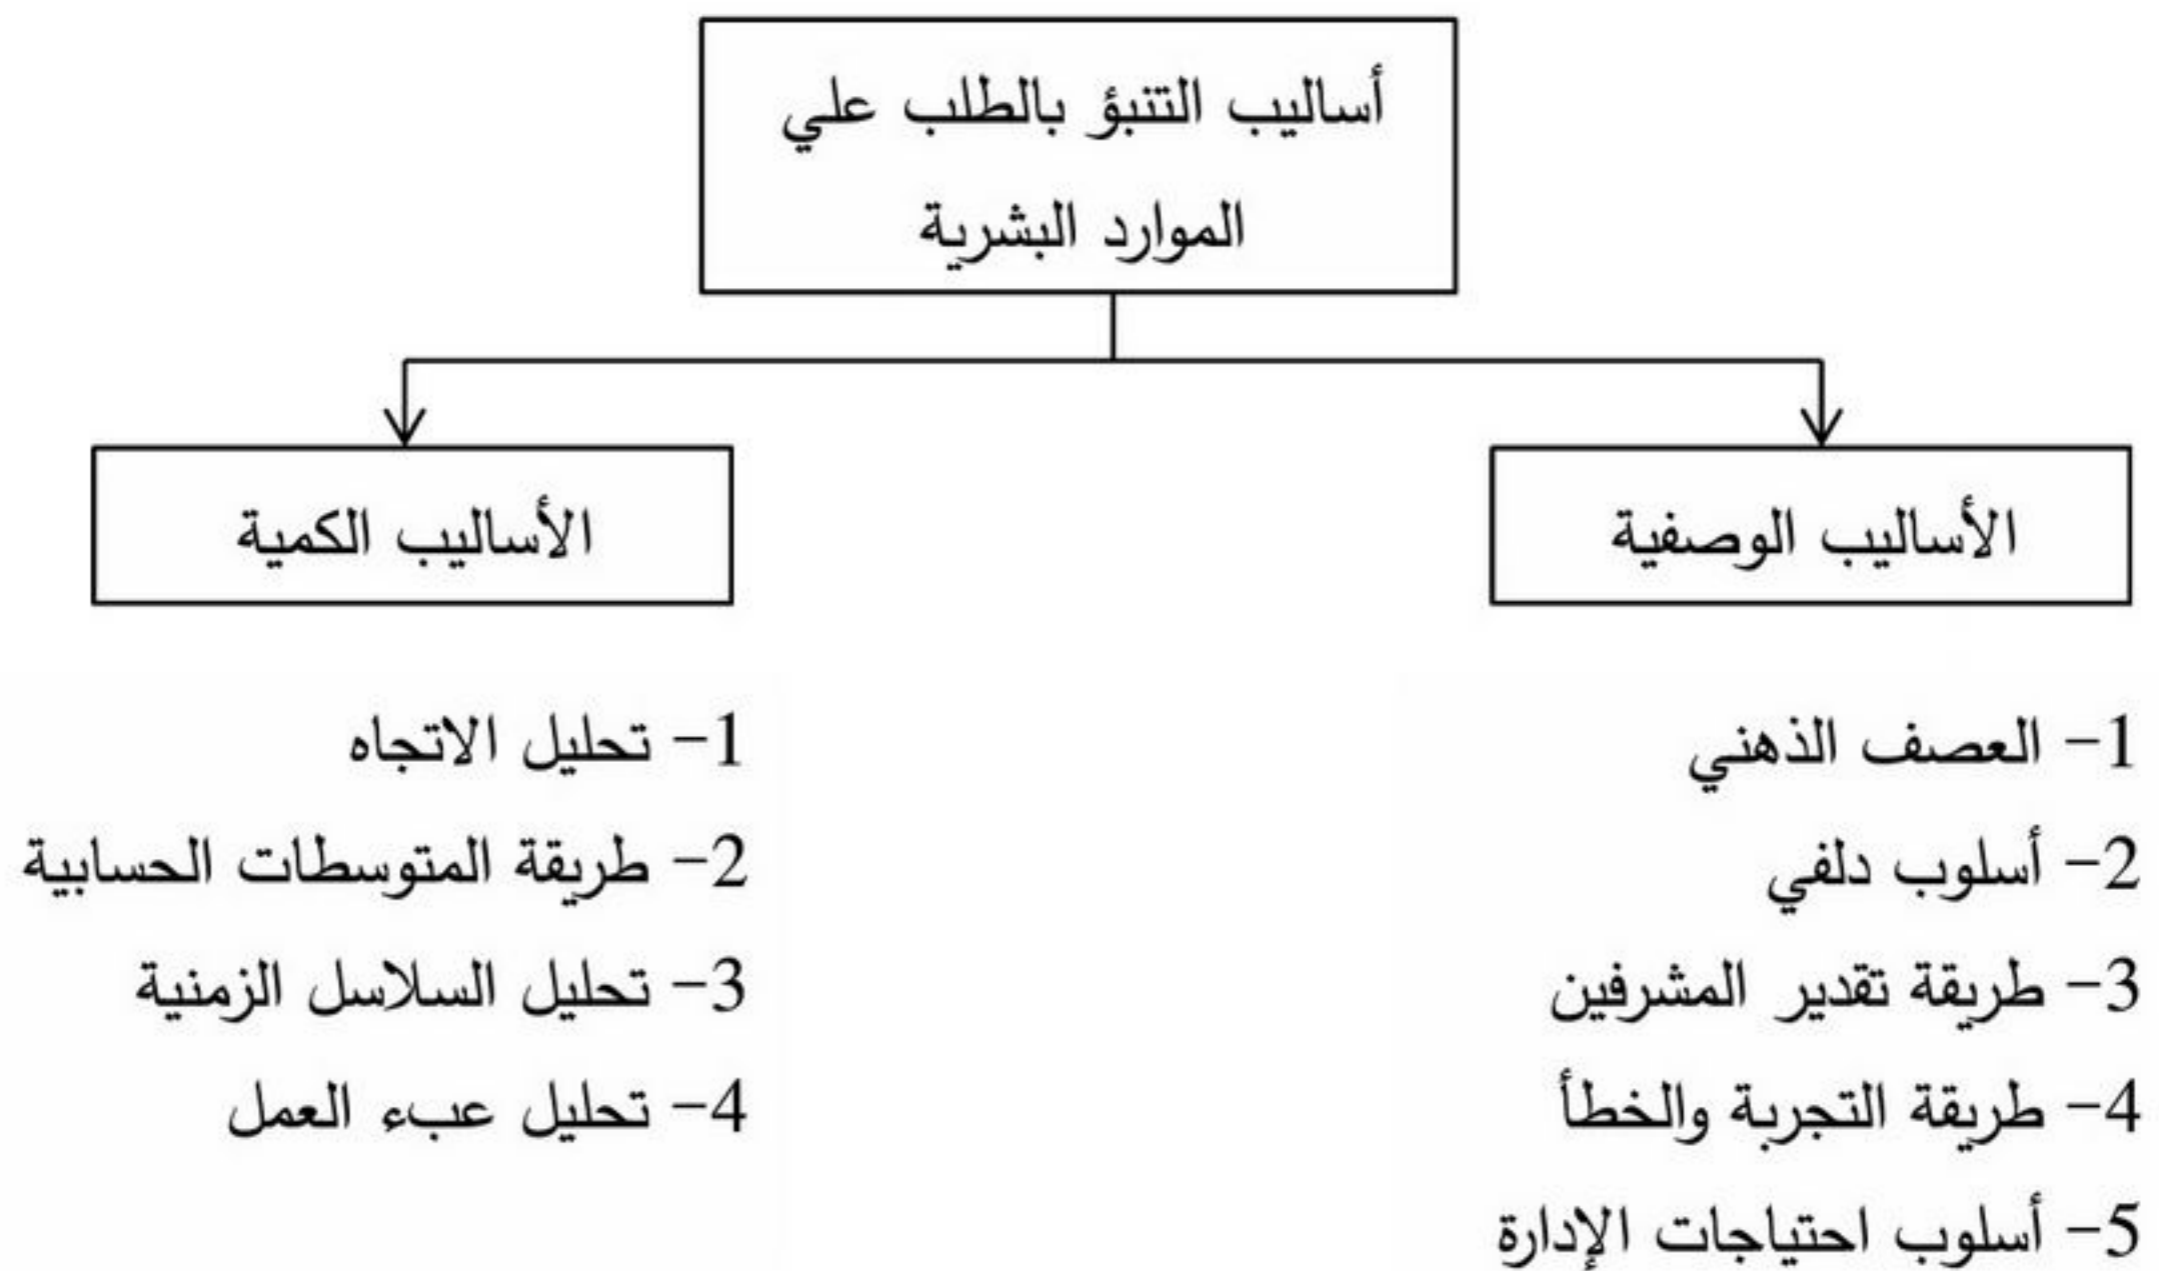 أساليب التنبؤ بالطلب علي
الموارد البشرية
الأساليب الوصفية
1- العصف الذهني
2- أسلوب دلفي
3- طريقة تقدير المشرفين
4- طريقة التجربة والخطأ
5- أسلوب احتياجات الإدارة
الأساليب الكمية
1- تحليل الاتجاه
2- طريقة المتوسطات الحسابية
3- تحليل السلاسل الزمنية
4- تحليل عبء العمل